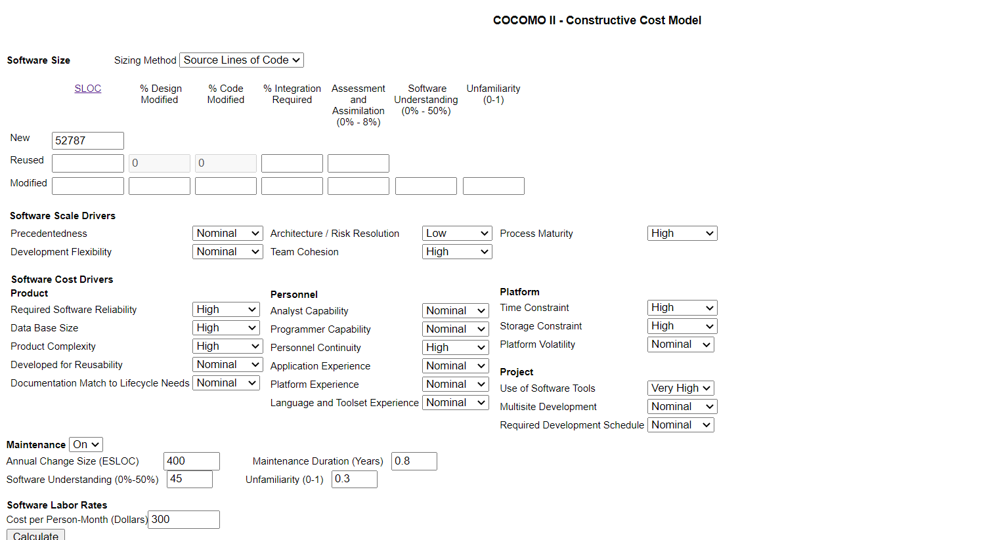 COCOMO II - Constructive Cost Model
Software Size Sizing Method Source Lines of Code
SLOC % Design Modified % Code Modified % Integration Required Assessment and Assimilation (0% - 8%) Software Understanding (0% - 50%) Unfamiliarity (0-1)
New 52787
Reused 0 0
Modified
Software Scale Drivers
Precedentedness Nominal Architecture / Risk Resolution Low Process Maturity High
Development Flexibility Nominal Team Cohesion High
Software Cost Drivers
Product
Required Software Reliability High
Data Base Size High
Product Complexity High
Developed for Reusability Nominal
Documentation Match to Lifecycle Needs Nominal
Personnel
Analyst Capability Nominal
Programmer Capability Nominal
Personnel Continuity High
Application Experience Nominal
Platform Experience Nominal
Language and Toolset Experience Nominal
Platform
Time Constraint High
Storage Constraint High
Platform Volatility Nominal
Project
Use of Software Tools Very High
Multisite Development Nominal
Required Development Schedule Nominal
Maintenance On
Annual Change Size (ESLOC) 400 Maintenance Duration (Years) 0.8
Software Understanding (0%-50%) 45 Unfamiliarity (0-1) 0.3
Software Labor Rates
Cost per Person-Month (Dollars) 300
Calculate